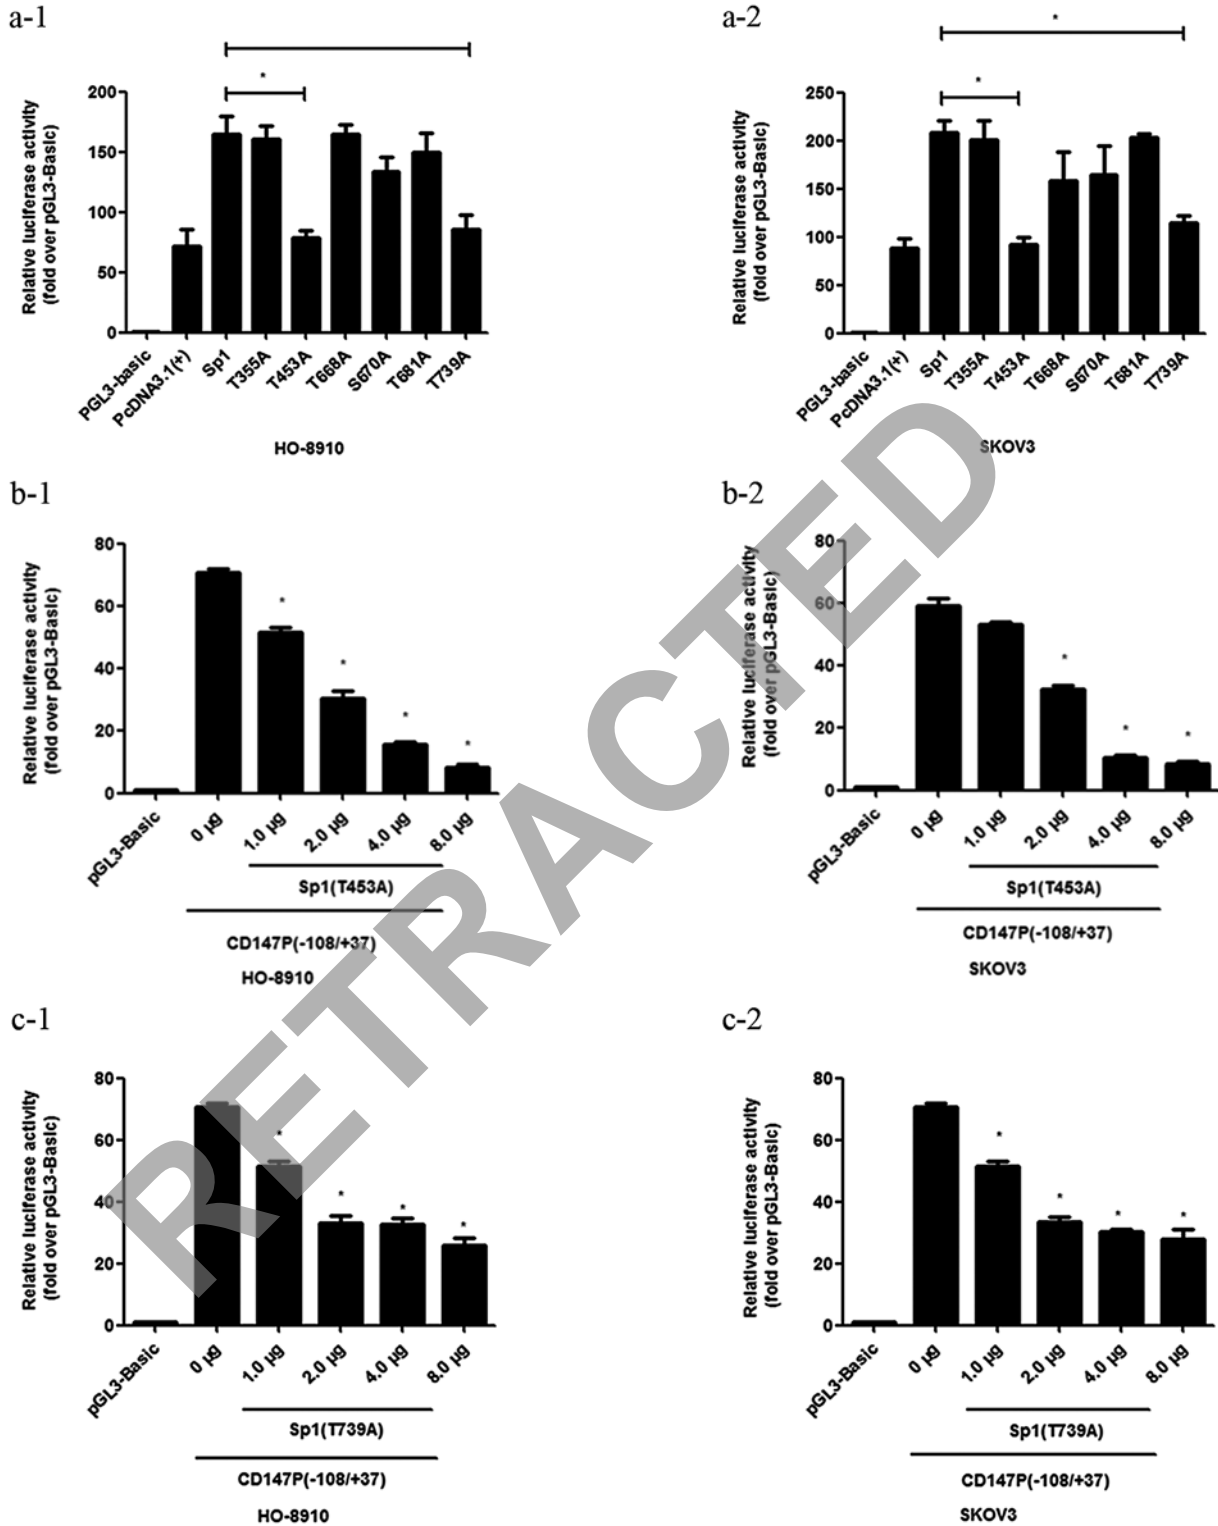 a-1
*
*
Relative luciferase activity
(fold over pGL3-Basic)
200
150
100
50
0
PGL3-basic
PcDNA3.1(+)
Sp1
T355A
T453A
T668A
S670A
T681A
T739A
HO-8910
a-2
*
*
Relative luciferase activity
(fold over pGL3-Basic)
250
200
150
100
50
0
PGL3-basic
PcDNA3.1(+)
Sp1
T355A
T453A
T668A
S670A
T681A
T739A
SKOV3
b-1
Relative luciferase activity
(fold over pGL3-Basic)
80
60
40
20
0
*
*
*
*
pGL3-Basic
0 µg
1.0 µg
2.0 µg
4.0 µg
8.0 µg
Sp1(T453A)
CD147P(-108/+37)
HO-8910
b-2
Relative luciferase activity
(fold over pGL3-Basic)
80
60
40
20
0
*
*
*
pGL3-Basic
0 µg
1.0 µg
2.0 µg
4.0 µg
8.0 µg
Sp1(T453A)
CD147P(-108/+37)
SKOV3
c-1
Relative luciferase activity
(fold over pGL3-Basic)
80
60
40
20
0
*
*
*
*
pGL3-Basic
0 µg
1.0 µg
2.0 µg
4.0 µg
8.0 µg
Sp1(T739A)
CD147P(-108/+37)
HO-8910
c-2
Relative luciferase activity
(fold over pGL3-Basic)
80
60
40
20
0
*
*
*
*
pGL3-Basic
0 µg
1.0 µg
2.0 µg
4.0 µg
8.0 µg
Sp1(T739A)
CD147P(-108/+37)
SKOV3
RETRACTED